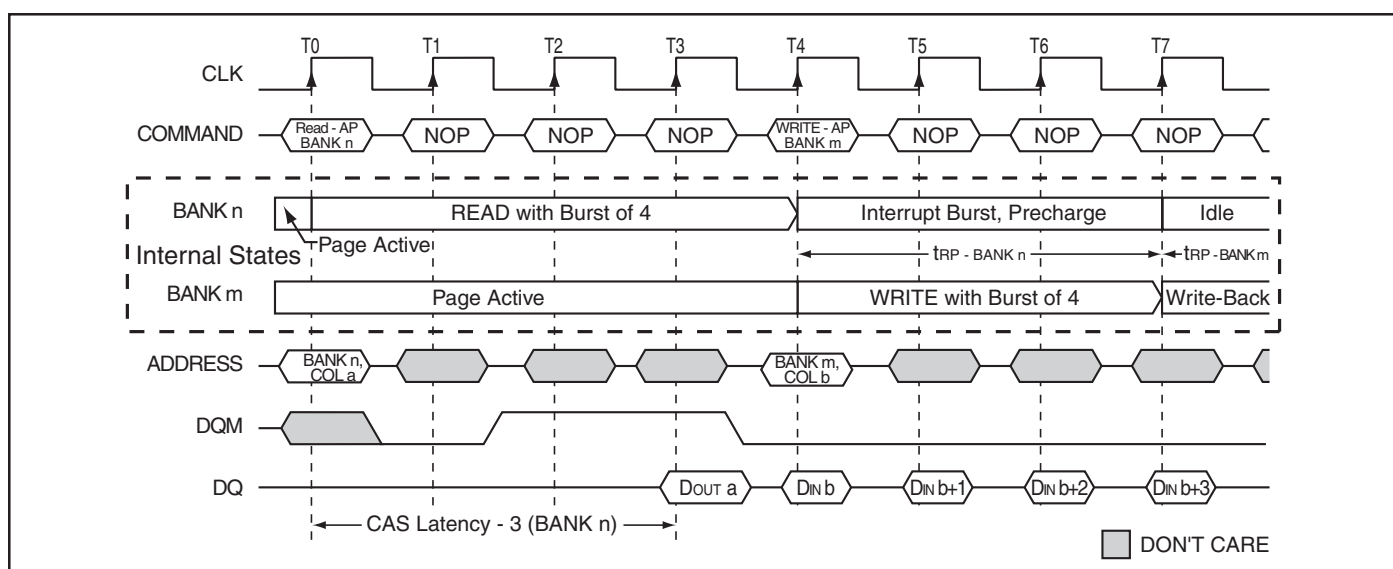 T0 T1 T2 T3 T4 T5 T6 T7
CLK
COMMAND Read - AP BANK n NOP NOP NOP WRITE - AP BANK m NOP NOP NOP
BANK n READ with Burst of 4 Interrupt Burst, Precharge Idle
Page Active tRP - BANK n tRP - BANK m
Internal States
BANK m Page Active WRITE with Burst of 4 Write-Back
ADDRESS BANK n, COL a BANK m, COL b
DQM
DQ DOUT a DIN b DIN b+1 DIN b+2 DIN b+3
CAS Latency - 3 (BANK n)
DON'T CARE